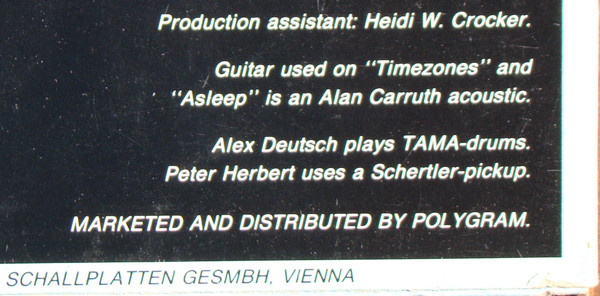 Production assistant: Heidi W. Crocker.
Guitar used on "Timezones" and
"Asleep" is an Alan Carruth acoustic.
Alex Deutsch plays TAMA-drums.
Peter Herbert uses a Schertler-pickup.
MARKETED AND DISTRIBUTED BY POLYGRAM.
SCHALLPLATTEN GESMBH, VIENNA